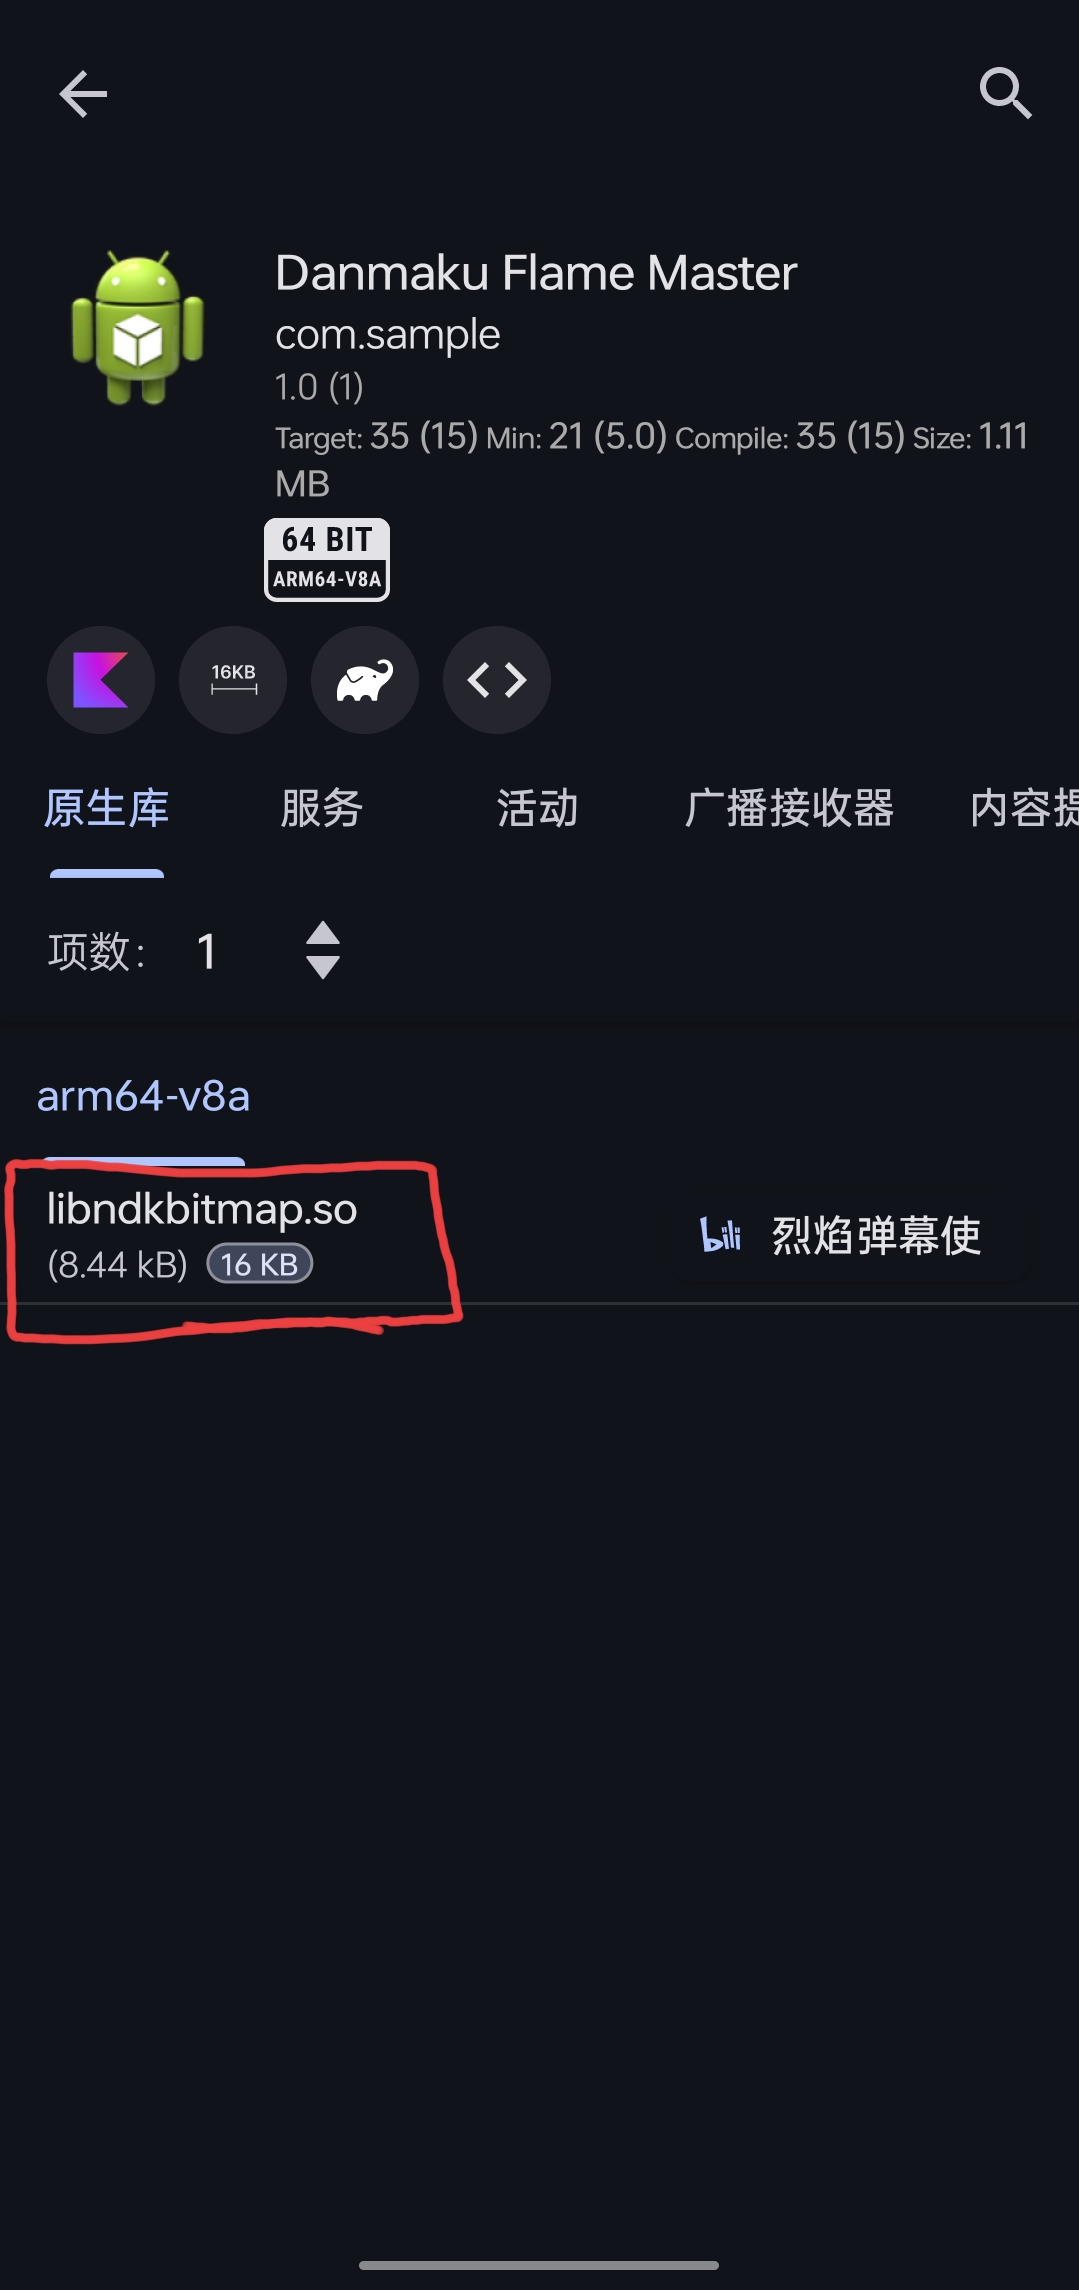 Danmaku Flame Master
com.sample
1.0 (1)
Target: 35 (15) Min: 21 (5.0) Compile: 35 (15) Size: 1.11
MB
64 BIT
ARM64-V8A
16KB
原生库 服务 活动 广播接收器 内容提
项数: 1
arm64-v8a
libndkbitmap.so
(8.44 kB) 16 KB
bili 烈焰弹幕使